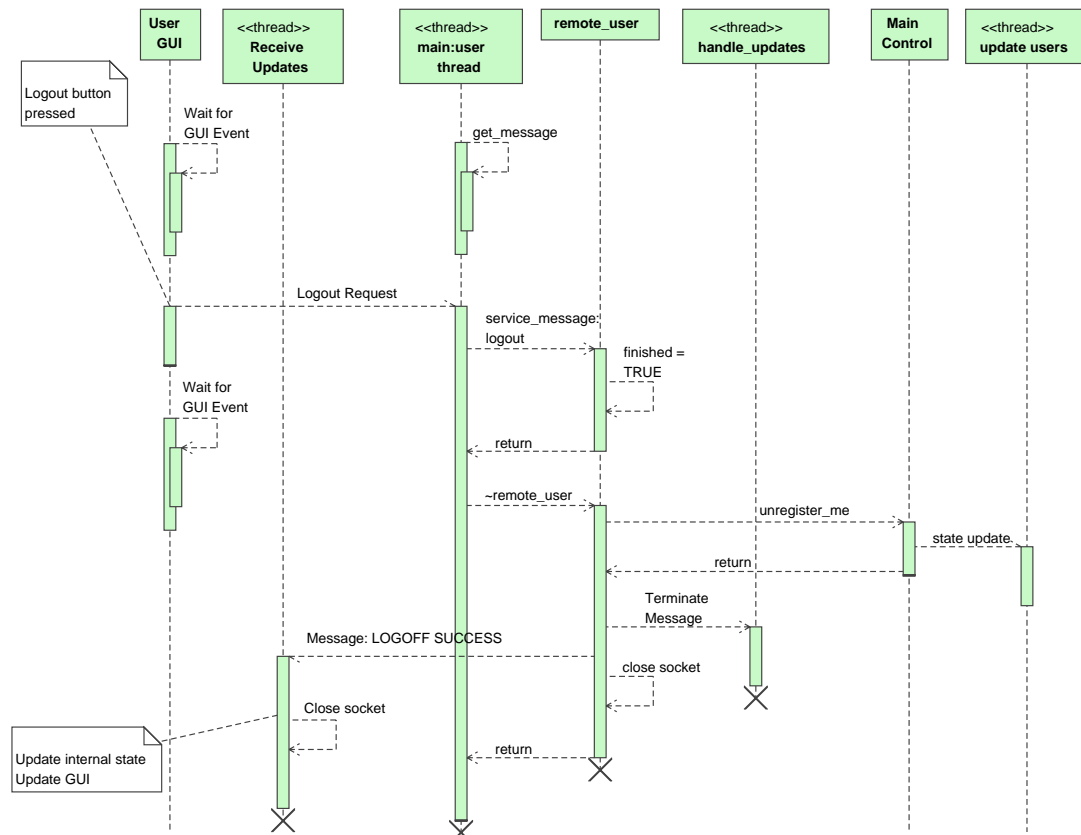 User
GUI
<<thread>>
Receive
Updates
<<thread>>
main:user
thread
remote_user
<<thread>>
handle_updates
Main
Control
<<thread>>
update users
Logout button
pressed
Wait for
GUI Event
get_message
Logout Request
service_message:
logout
finished =
TRUE
Wait for
GUI Event
return
~remote_user
unregister_me
state update
return
Terminate
Message
Message: LOGOFF SUCCESS
close socket
Close socket
Update internal state
Update GUI
return